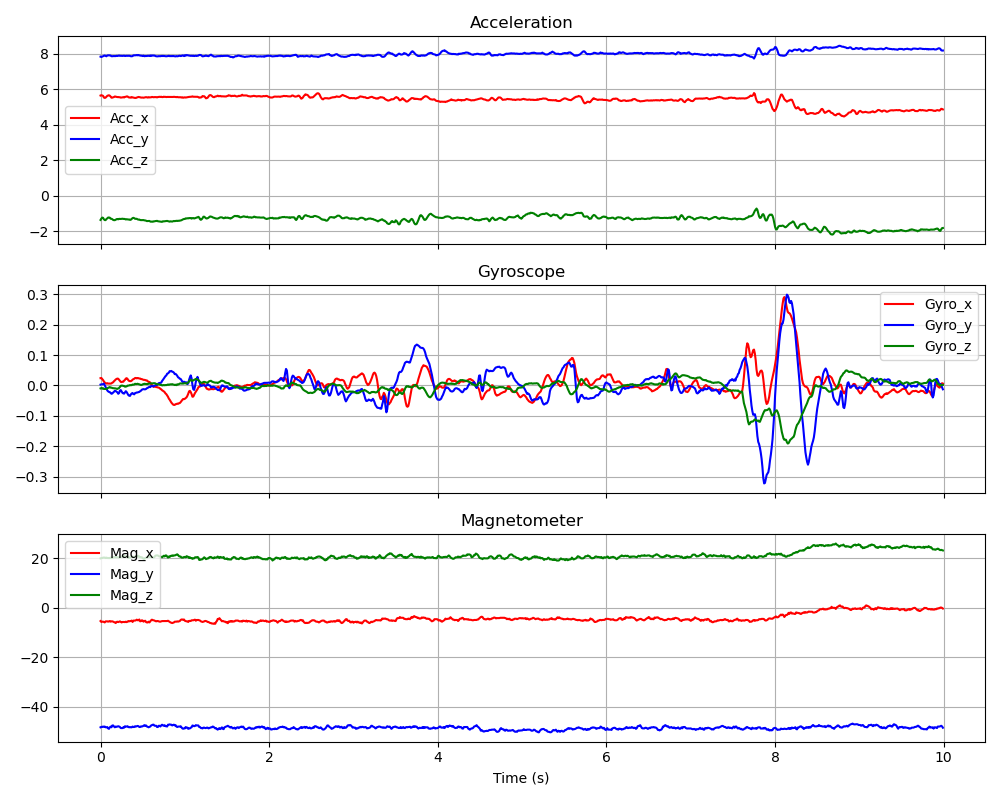 Acceleration
8
6
4
2
0
−2
Acc_x
Acc_y
Acc_z
Gyroscope
0.3
0.2
0.1
0.0
−0.1
−0.2
−0.3
Gyro_x
Gyro_y
Gyro_z
Magnetometer
20
0
−20
−40
Mag_x
Mag_y
Mag_z
0 2 4 6 8 10
Time (s)